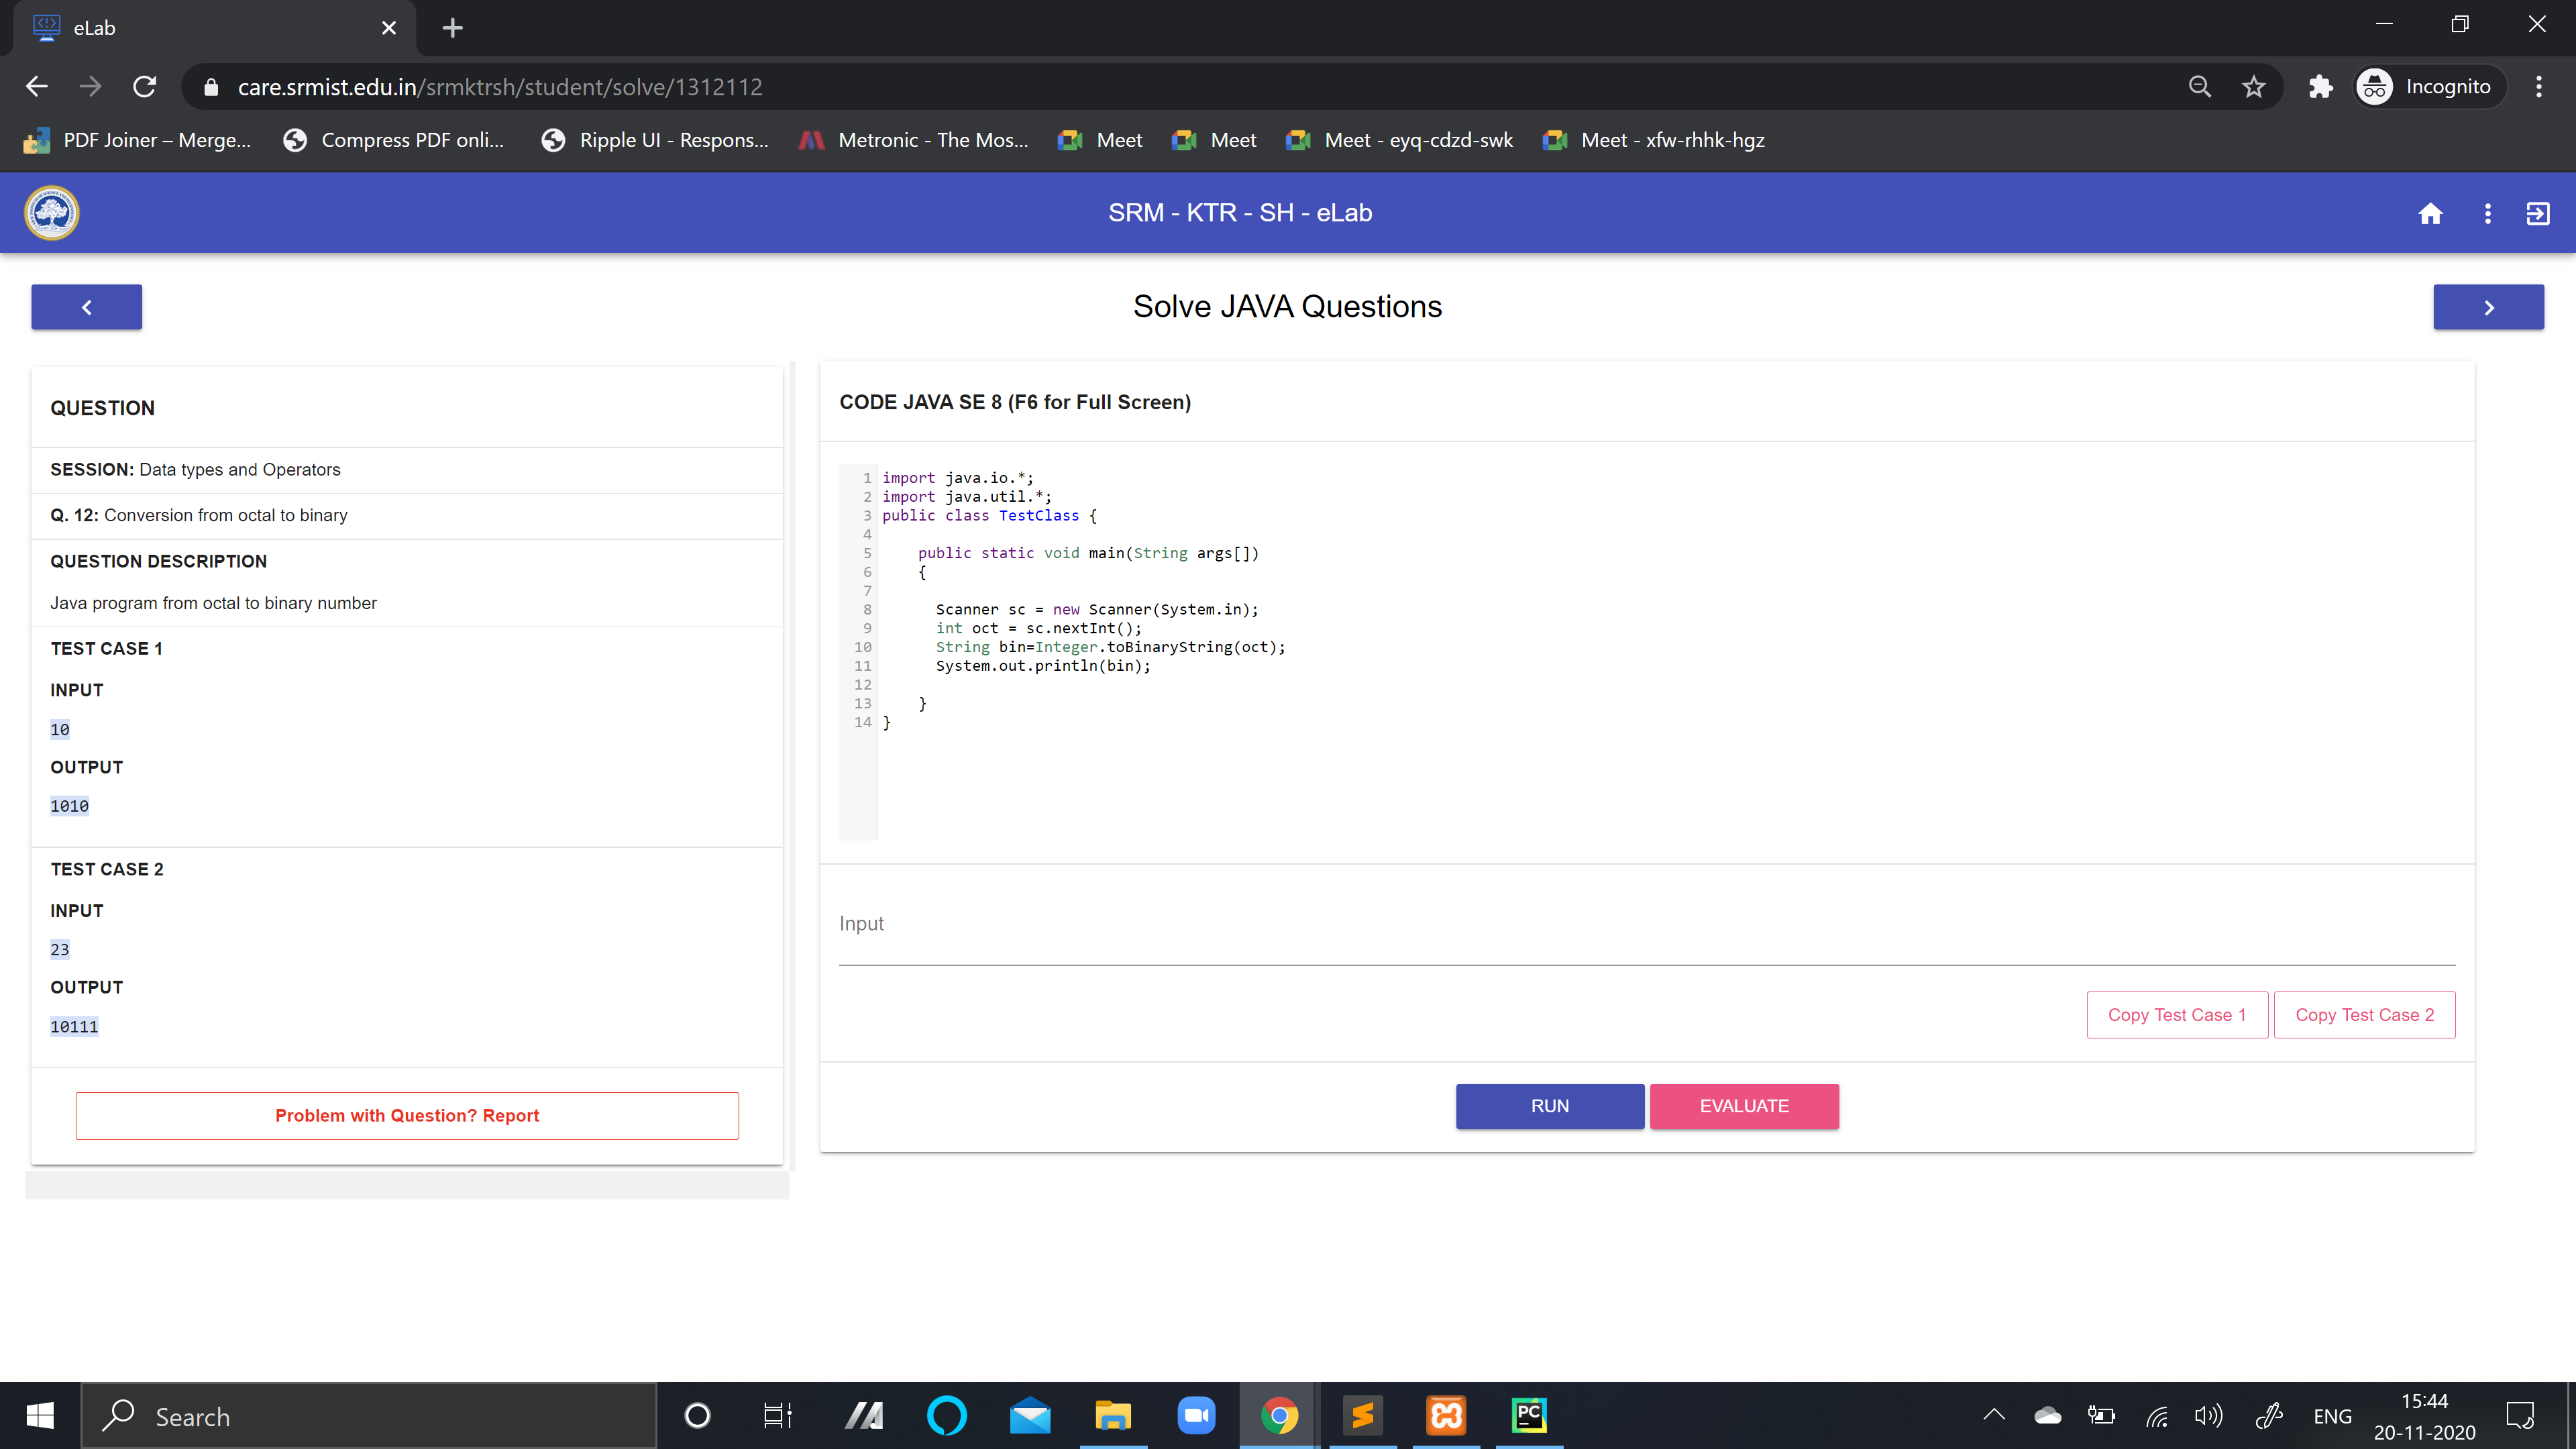 eLab
care.srmist.edu.in/srmktrsh/student/solve/1312112
Incognito
PDF Joiner – Merge...
Compress PDF onli...
Ripple UI - Respons...
Metronic - The Mos...
Meet
Meet
Meet - eyq-cdzd-swk
Meet - xfw-rhhk-hgz
SRM - KTR - SH - eLab
Solve JAVA Questions
QUESTION
SESSION: Data types and Operators
Q. 12: Conversion from octal to binary
QUESTION DESCRIPTION
Java program from octal to binary number
TEST CASE 1
INPUT
10
OUTPUT
1010
TEST CASE 2
INPUT
23
OUTPUT
10111
Problem with Question? Report
CODE JAVA SE 8 (F6 for Full Screen)
1 import java.io.*;
2 import java.util.*;
3 public class TestClass {
4
5 public static void main(String args[])
6 {
7
8 Scanner sc = new Scanner(System.in);
9 int oct = sc.nextInt();
10 String bin=Integer.toBinaryString(oct);
11 System.out.println(bin);
12
13 }
14 }
Input
Copy Test Case 1
Copy Test Case 2
RUN
EVALUATE
Search
PC
ENG
15:44
20-11-2020